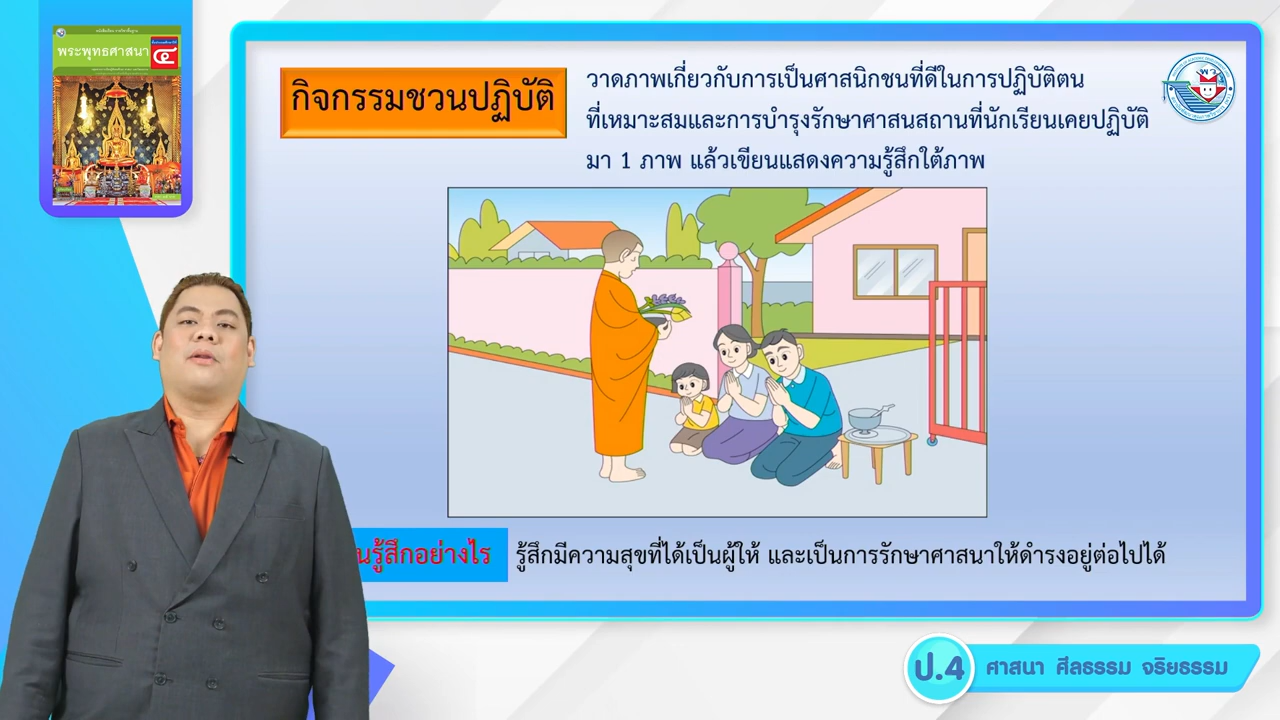 พระพุทธศาสนา
๔
กิจกรรมชวนปฏิบัติ
วาดภาพเกี่ยวกับการเป็นศาสนิกชนที่ดีในการปฏิบัติตน
ที่เหมาะสมและการบำรุงรักษาศาสนสถานที่นักเรียนเคยปฏิบัติ
มา 1 ภาพ แล้วเขียนแสดงความรู้สึกใต้ภาพ
พว
นรู้สึกอย่างไร
รู้สึกมีความสุขที่ได้เป็นผู้ให้ และเป็นการรักษาศาสนาให้ดำรงอยู่ต่อไปได้
ป.4
ศาสนา ศีลธรรม จริยธรรม